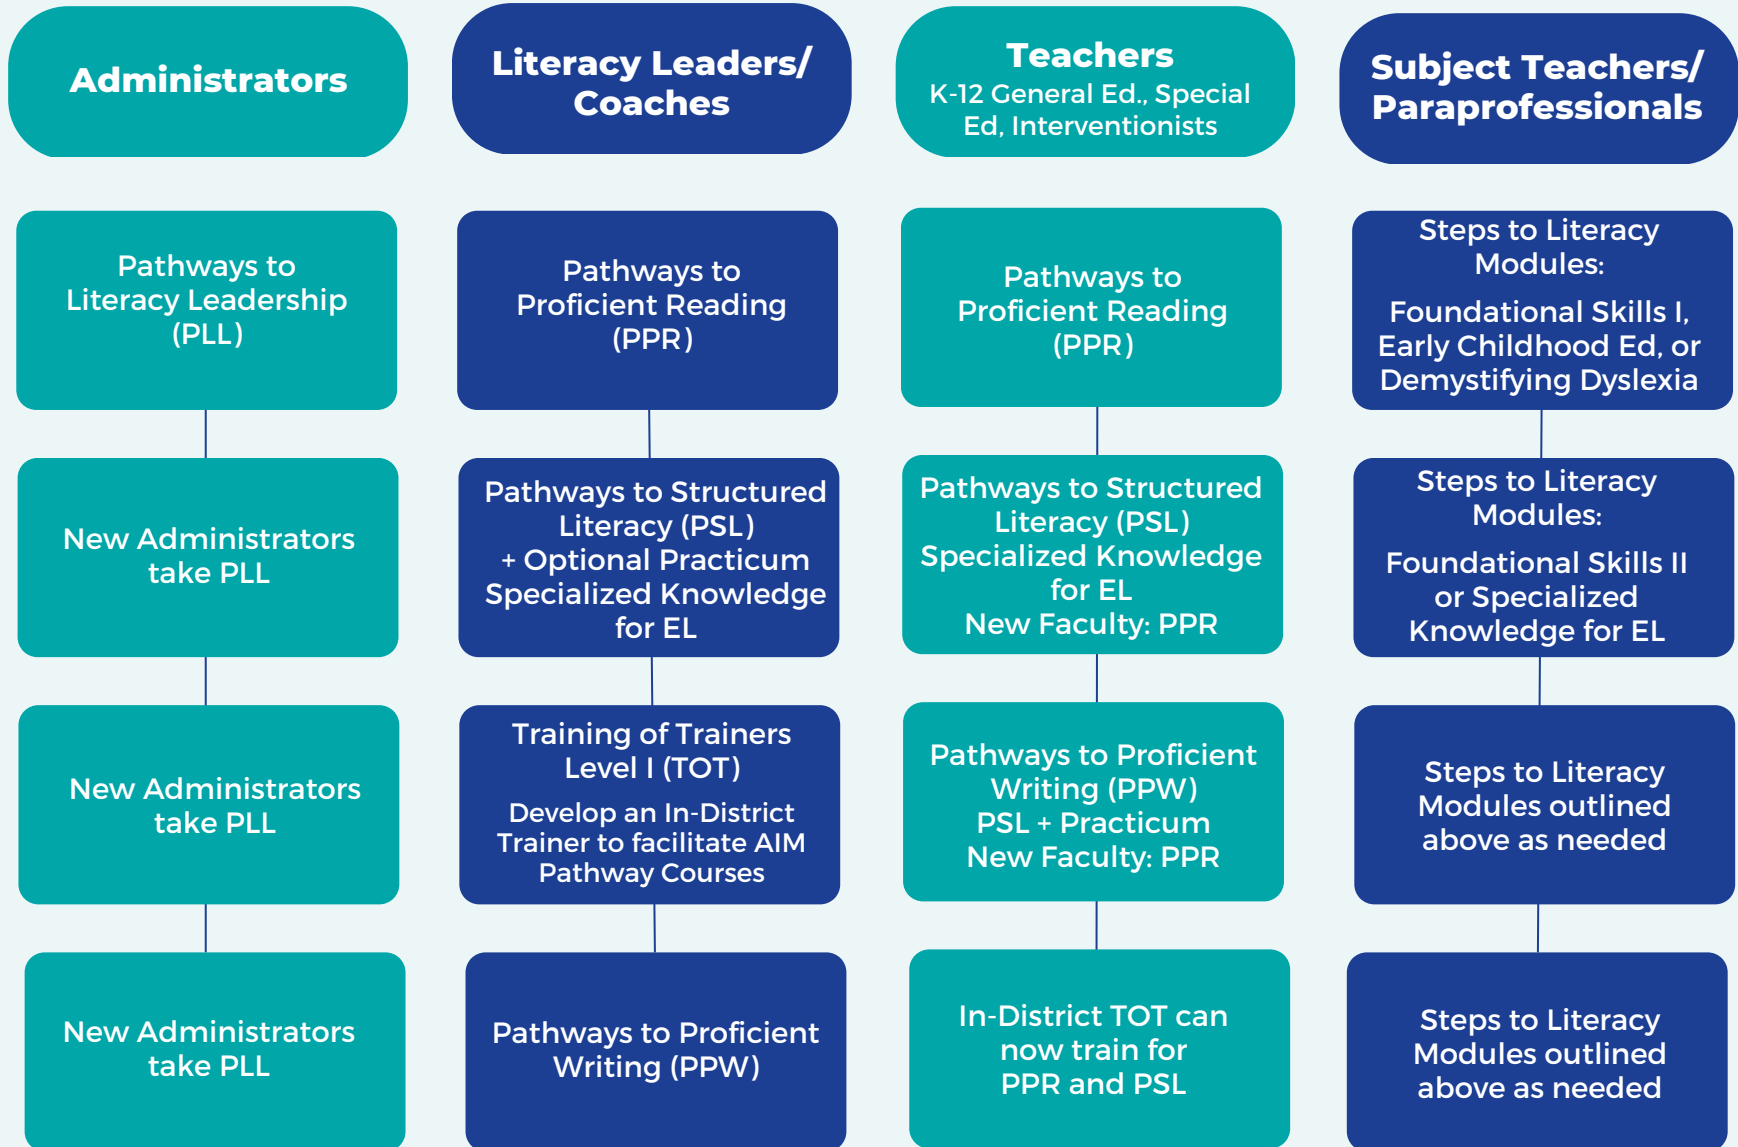 Administrators
Literacy Leaders/
Coaches
Teachers
K-12 General Ed., Special
Ed, Interventionists
Subject Teachers/
Paraprofessionals
Pathways to
Literacy Leadership
(PLL)
Pathways to
Proficient Reading
(PPR)
Pathways to
Proficient Reading
(PPR)
Steps to Literacy
Modules:
Foundational Skills I,
Early Childhood Ed, or
Demystifying Dyslexia
New Administrators
take PLL
Pathways to Structured
Literacy (PSL)
+ Optional Practicum
Specialized Knowledge
for EL
Pathways to Structured
Literacy (PSL)
Specialized Knowledge
for EL
New Faculty: PPR
Steps to Literacy
Modules:
Foundational Skills II
or Specialized
Knowledge for EL
New Administrators
take PLL
Training of Trainers
Level I (TOT)
Develop an In-District
Trainer to facilitate AIM
Pathway Courses
Pathways to Proficient
Writing (PPW)
PSL + Practicum
New Faculty: PPR
Steps to Literacy
Modules outlined
above as needed
New Administrators
take PLL
Pathways to Proficient
Writing (PPW)
In-District TOT can
now train for
PPR and PSL
Steps to Literacy
Modules outlined
above as needed